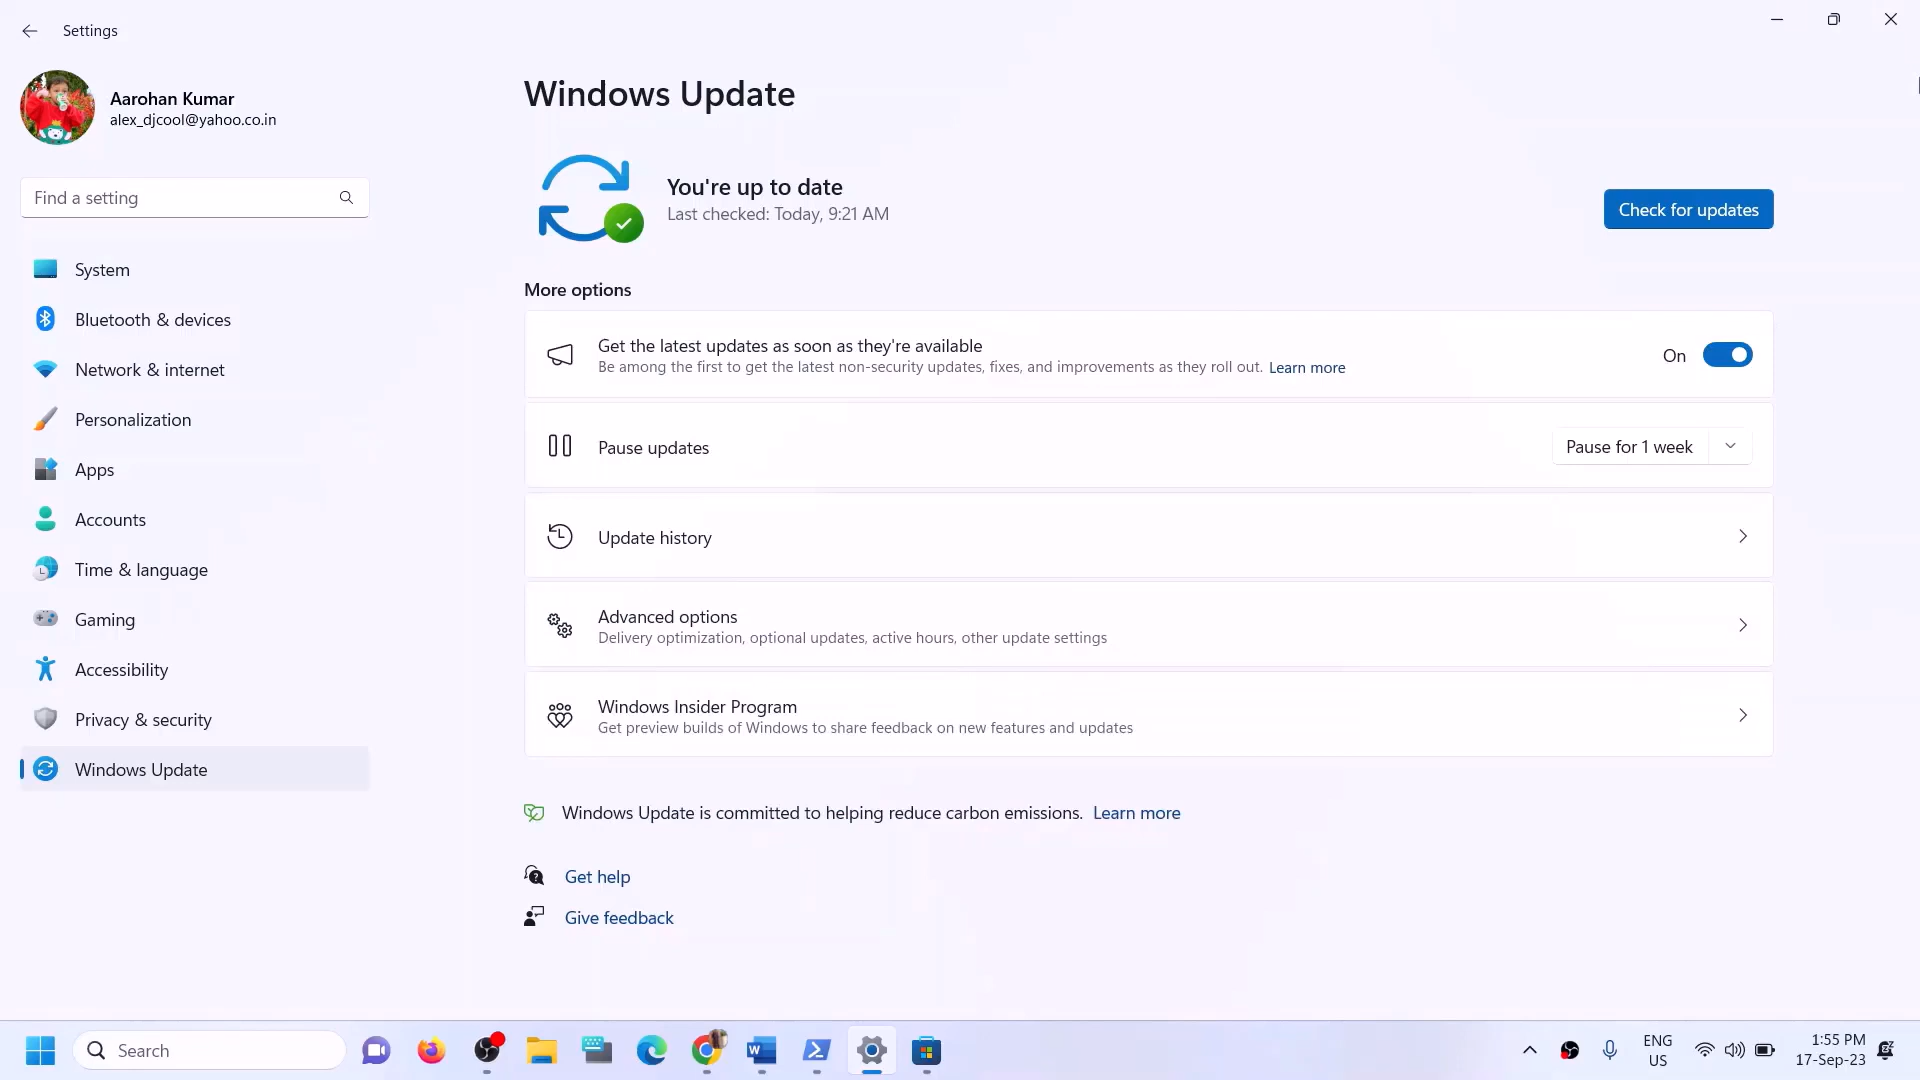 Settings
Aarohan Kumar
alex_djcool@yahoo.co.in
Find a setting
System
Bluetooth & devices
Network & internet
Personalization
Apps
Accounts
Time & language
Gaming
Accessibility
Privacy & security
Windows Update
Windows Update
You're up to date
Last checked: Today, 9:21 AM
Check for updates
More options
Get the latest updates as soon as they're available
Be among the first to get the latest non-security updates, fixes, and improvements as they roll out. Learn more
On
Pause updates
Pause for 1 week
Update history
Advanced options
Delivery optimization, optional updates, active hours, other update settings
Windows Insider Program
Get preview builds of Windows to share feedback on new features and updates
Windows Update is committed to helping reduce carbon emissions. Learn more
Get help
Give feedback
Search
ENG
US
1:55 PM
17-Sep-23